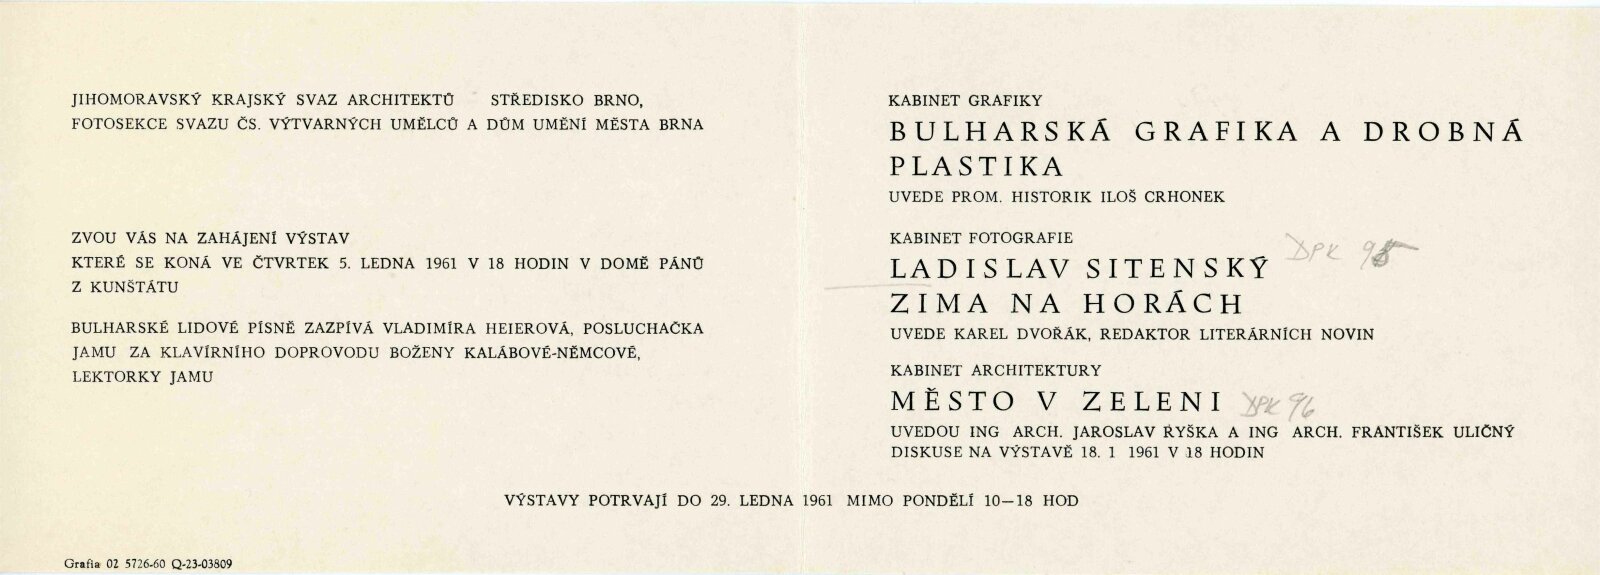 JIHOMORAVSKÝ KRAJSKÝ SVAZ ARCHITEKTŮ STŘEDISKO BRNO,
FOTOSEKCE SVAZU ČS. VÝTVARNÝCH UMĚLCŮ A DŮM UMĚNÍ MĚSTA BRNA
ZVOU VÁS NA ZAHÁJENÍ VÝSTAV
KTERÉ SE KONÁ VE ČTVRTEK 5. LEDNA 1961 V 18 HODIN V DOMĚ PÁNŮ
Z KUNŠTÁTU
BULHARSKÉ LIDOVÉ PÍSNĚ ZAZPÍVÁ VLADIMÍRA HEIEROVÁ, POSLUCHAČKA
JAMU ZA KLAVÍRNÍHO DOPROVODU BOŽENY KALÁBOVÉ-NĚMCOVÉ,
LEKTORKY JAMU
KABINET GRAFIKY
BULHARSKÁ GRAFIKA A DROBNÁ
PLASTIKA
UVEDE PROM. HISTORIK ILOŠ CRHONEK
KABINET FOTOGRAFIE
LADISLAV SITENSKÝ DPK 95
ZIMA NA HORÁCH
UVEDE KAREL DVOŘÁK, REDAKTOR LITERÁRNÍCH NOVIN
KABINET ARCHITEKTURY
MĚSTO V ZELENI DPK 96
UVEDOU ING ARCH. JAROSLAV RYŠKA A ING ARCH. FRANTIŠEK ULIČNÝ
DISKUSE NA VÝSTAVĚ 18. 1 1961 V 18 HODIN
VÝSTAVY POTRVAJÍ DO 29. LEDNA 1961 MIMO PONDĚLÍ 10—18 HOD
Grafia 02 5726-60 Q-23-03809